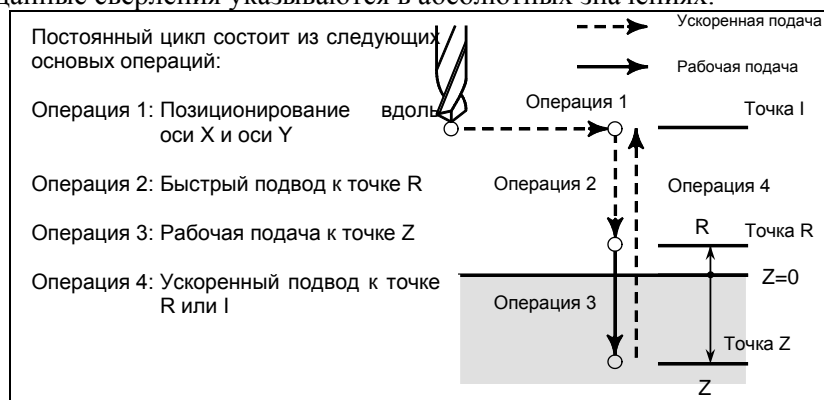 данные сверления указываются в абсолютных значениях.
Постоянный цикл состоит из следующих
основых операций:
Операция 1: Позиционирование вдоль
оси X и оси Y
Операция 2: Быстрый подвод к точке R
Операция 3: Рабочая подача к точке Z
Операция 4: Ускоренный подвод к точке
R или I
Ускоренная подача
Рабочая подача
Операция 1
Точка I
Операция 2
Операция 4
R
Точка R
Z=0
Операция 3
Точка Z
Z